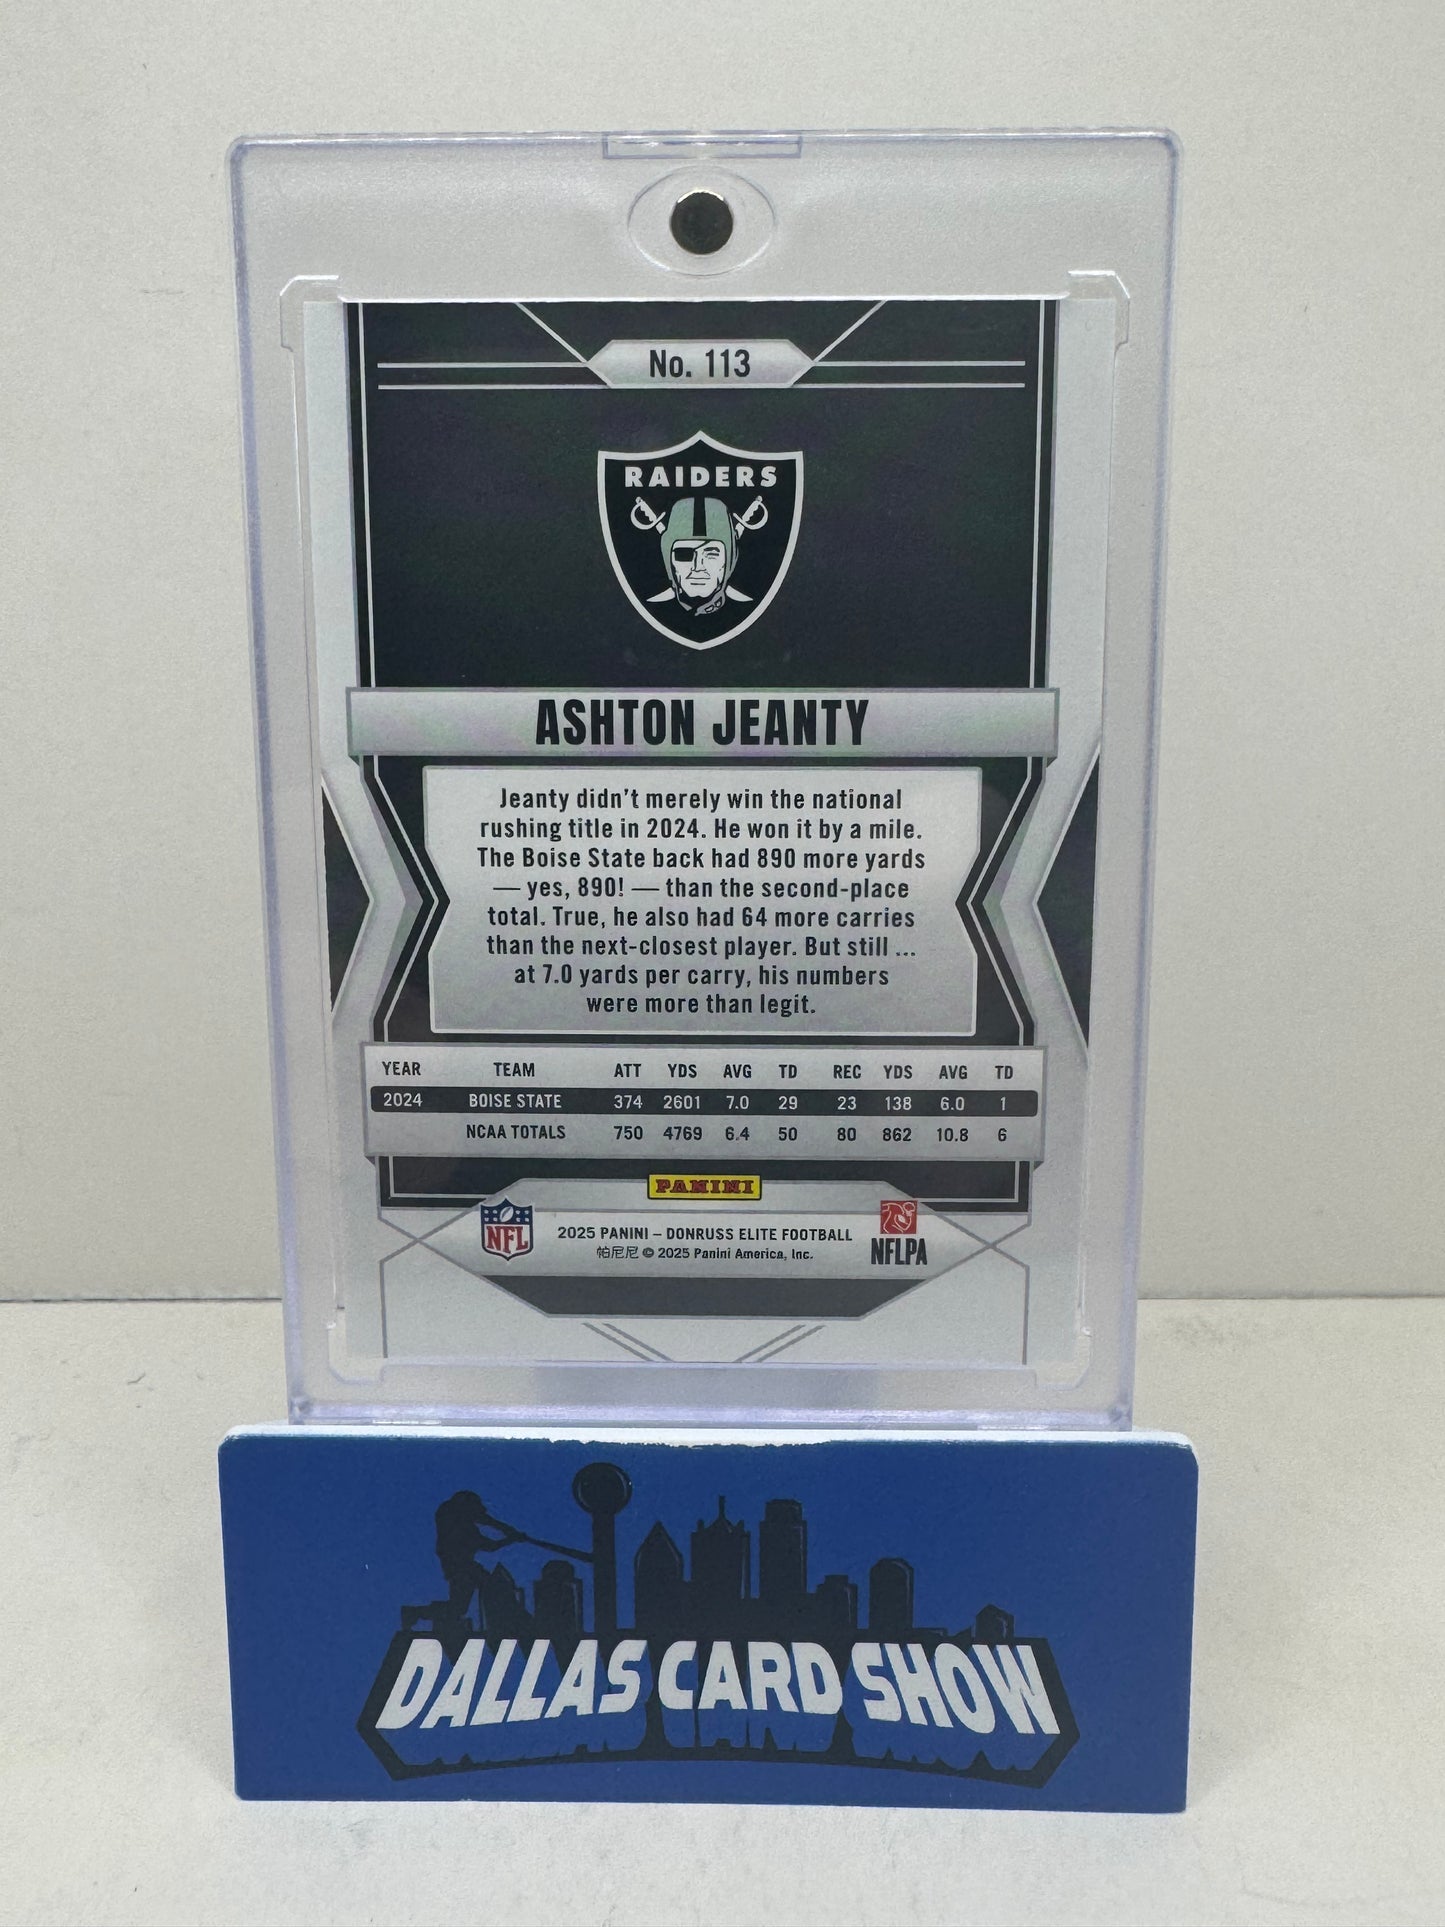 No. 113
RAIDERS
ASHTON JEANTY
Jeanty didn't merely win the national
rushing title in 2024. He won it by a mile.
The Boise State back had 890 more yards
— yes, 890! — than the second-place
total. True, he also had 64 more carries
than the next-closest player. But still ...
at 7.0 yards per carry, his numbers
were more than legit.
YEAR TEAM ATT YDS AVG TD REC YDS AVG TD
2024 BOISE STATE 374 2601 7.0 29 23 138 6.0 1
NCAA TOTALS 750 4769 6.4 50 80 862 10.8 6
PANINI
NFL
2025 PANINI – DONRUSS ELITE FOOTBALL
帕尼尼 © 2025 Panini America, Inc.
NFLPA
DALLAS CARD SHOW